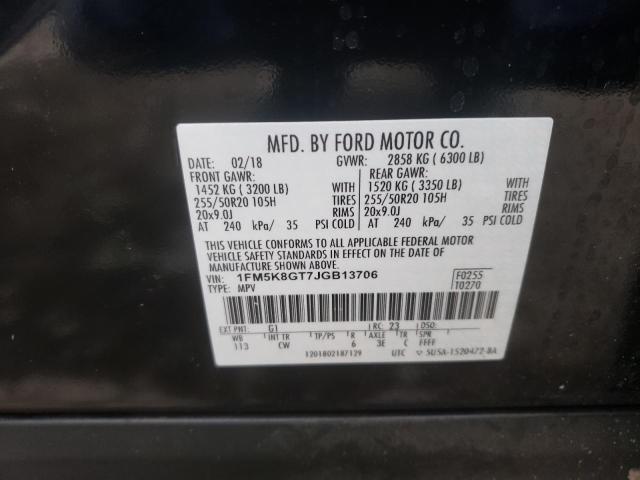 MFD. BY FORD MOTOR CO.
DATE: 02/18 GVWR: 2858 KG ( 6300 LB)
FRONT GAWR: REAR GAWR:
1452 KG ( 3200 LB) WITH 1520 KG ( 3350 LB) WITH
255/50R20 105H TIRES 255/50R20 105H TIRES
20x9.0J RIMS 20x9.0J RIMS
AT 240 kPa/ 35 PSI COLD AT 240 kPa/ 35 PSI COLD
THIS VEHICLE CONFORMS TO ALL APPLICABLE FEDERAL MOTOR
VEHICLE SAFETY STANDARDS IN EFFECT ON THE DATE OF
MANUFACTURE SHOWN ABOVE.
VIN: 1FM5K8GT7JGB13706 F0255
TYPE: MPV T0270
EXT PNT: G1 RC: 23 DSO:
WB INT TR TP/PS R AXLE TR SPR
113 CW 6 3E C FFFF
1201802187129 UTC 5U5A-1520472-BA